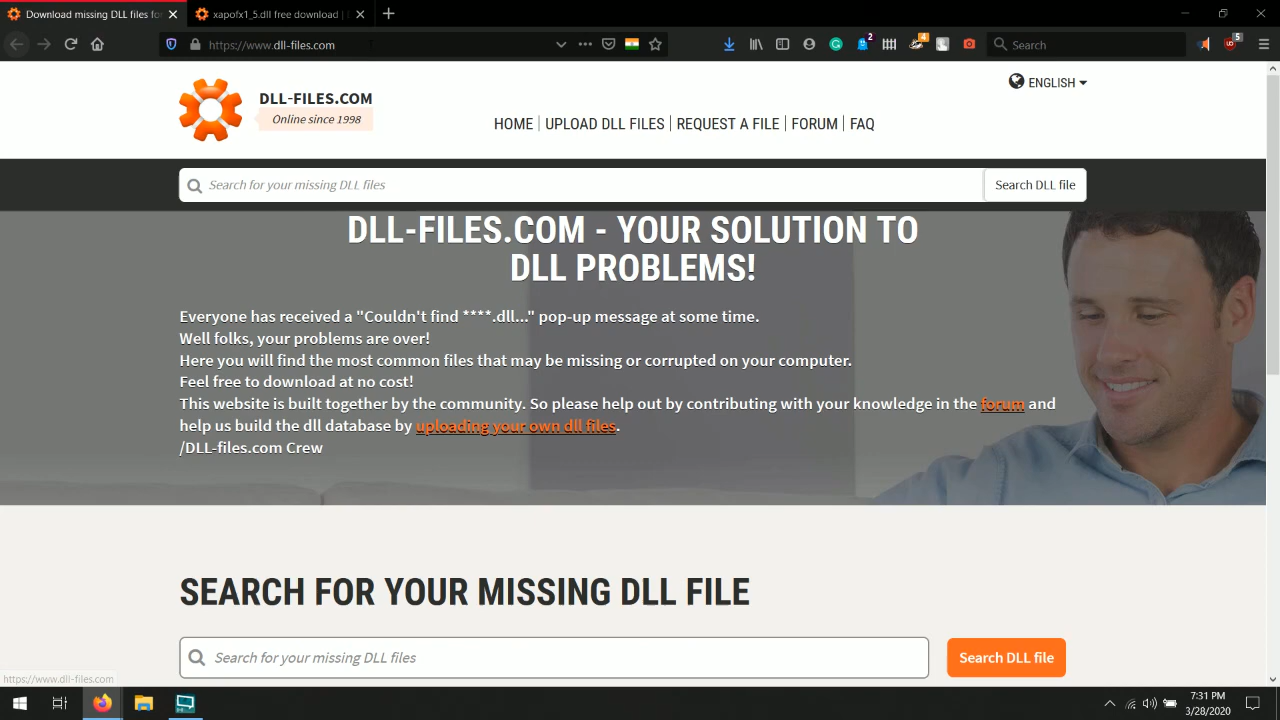 Download missing DLL files fo
xapofx1_5.dll free download |
https://www.dll-files.com
2
4
Search
5
DLL-FILES.COM
Online since 1998
ENGLISH
HOME | UPLOAD DLL FILES | REQUEST A FILE | FORUM | FAQ
Search for your missing DLL files
Search DLL file
DLL-FILES.COM - YOUR SOLUTION TO
DLL PROBLEMS!
Everyone has received a "Couldn't find ****.dll..." pop-up message at some time.
Well folks, your problems are over!
Here you will find the most common files that may be missing or corrupted on your computer.
Feel free to download at no cost!
This website is built together by the community. So please help out by contributing with your knowledge in the forum and
help us build the dll database by uploading your own dll files.
/DLL-files.com Crew
SEARCH FOR YOUR MISSING DLL FILE
Search for your missing DLL files
Search DLL file
https://www.dll-files.com
7:31 PM
3/28/2020